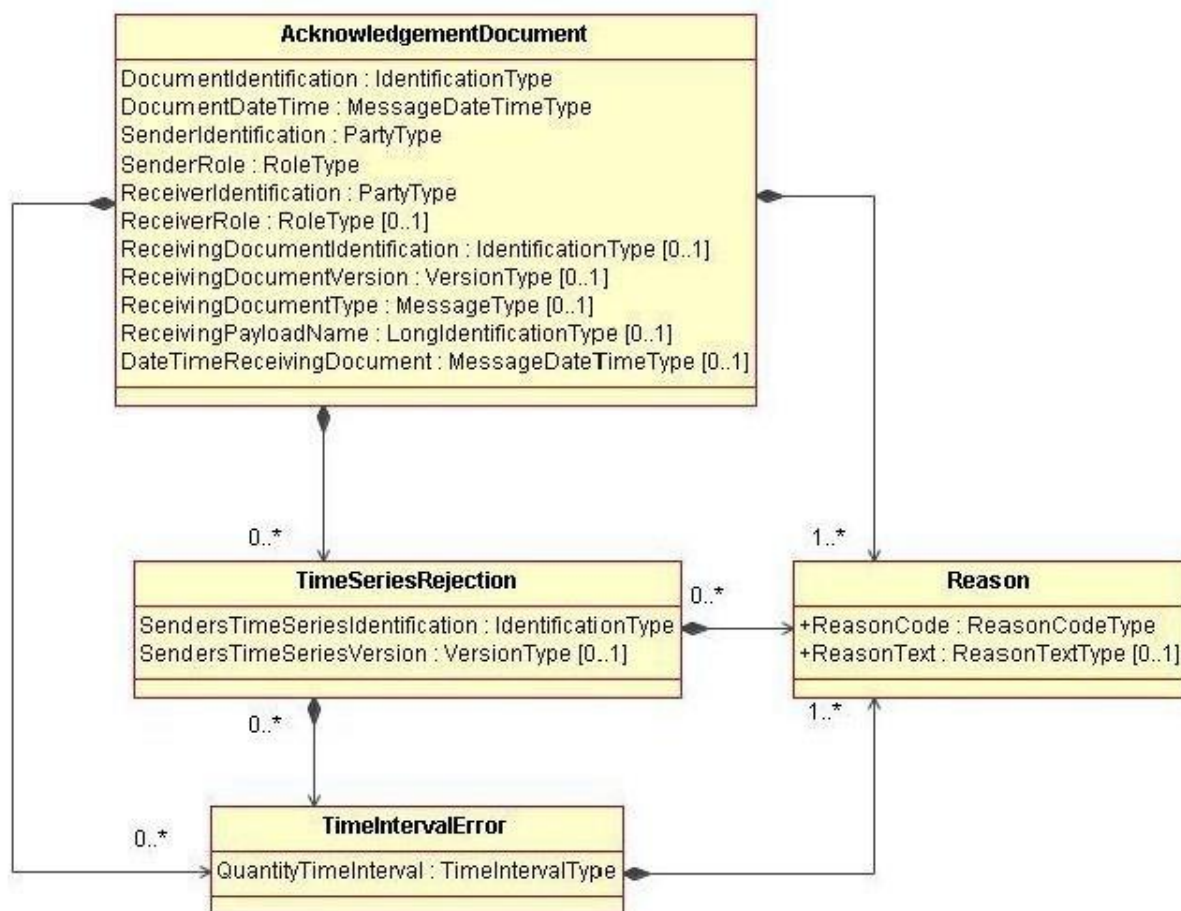 AcknowledgementDocument
DocumentIdentification : IdentificationType
DocumentDateTime : MessageDateTimeType
SenderIdentification : PartyType
SenderRole : RoleType
ReceiverIdentification : PartyType
ReceiverRole : RoleType [0..1]
ReceivingDocumentIdentification : IdentificationType [0..1]
ReceivingDocumentVersion : VersionType [0..1]
ReceivingDocumentType : MessageType [0..1]
ReceivingPayloadName : LongIdentificationType [0..1]
DateTimeReceivingDocument : MessageDateTimeType [0..1]
0..*
1..*
TimeSeriesRejection
SendersTimeSeriesIdentification : IdentificationType
SendersTimeSeriesVersion : VersionType [0..1]
0..*
Reason
+ReasonCode : ReasonCodeType
+ReasonText : ReasonTextType [0..1]
0..*
1..*
0..*
TimeIntervalError
QuantityTimeInterval : TimeIntervalType